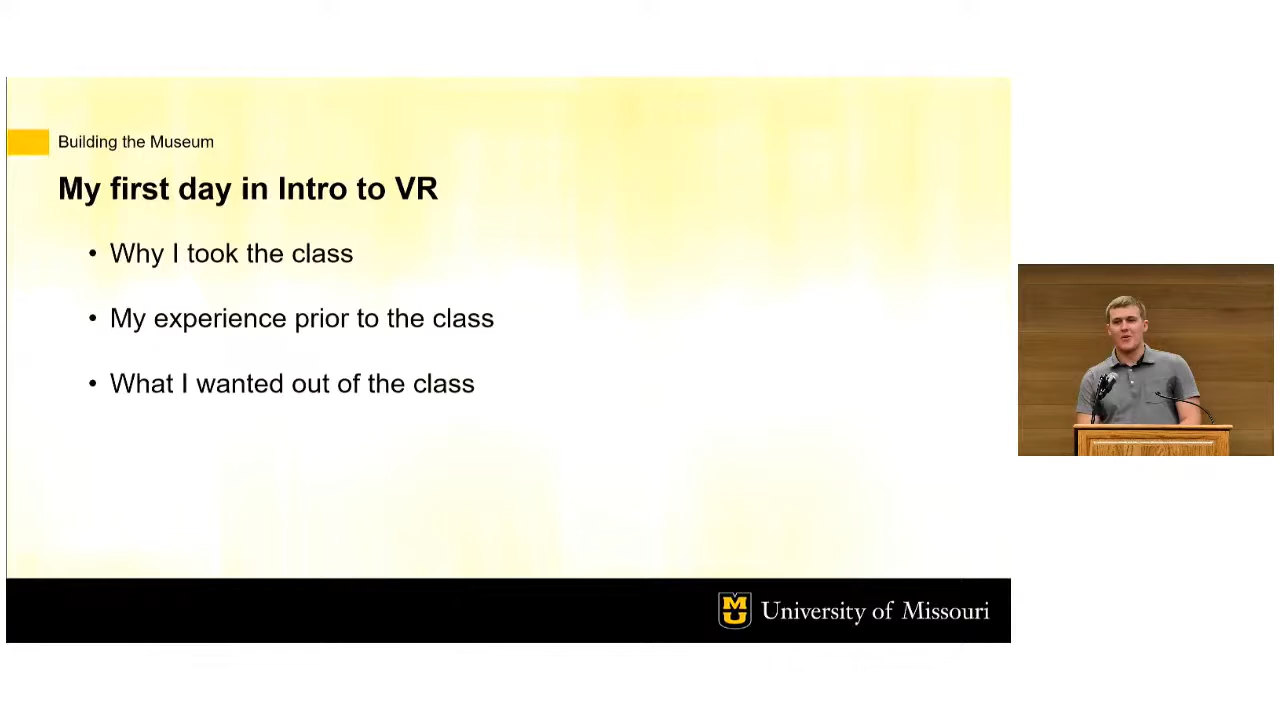 Building the Museum
My first day in Intro to VR
• Why I took the class
• My experience prior to the class
• What I wanted out of the class
MU University of Missouri